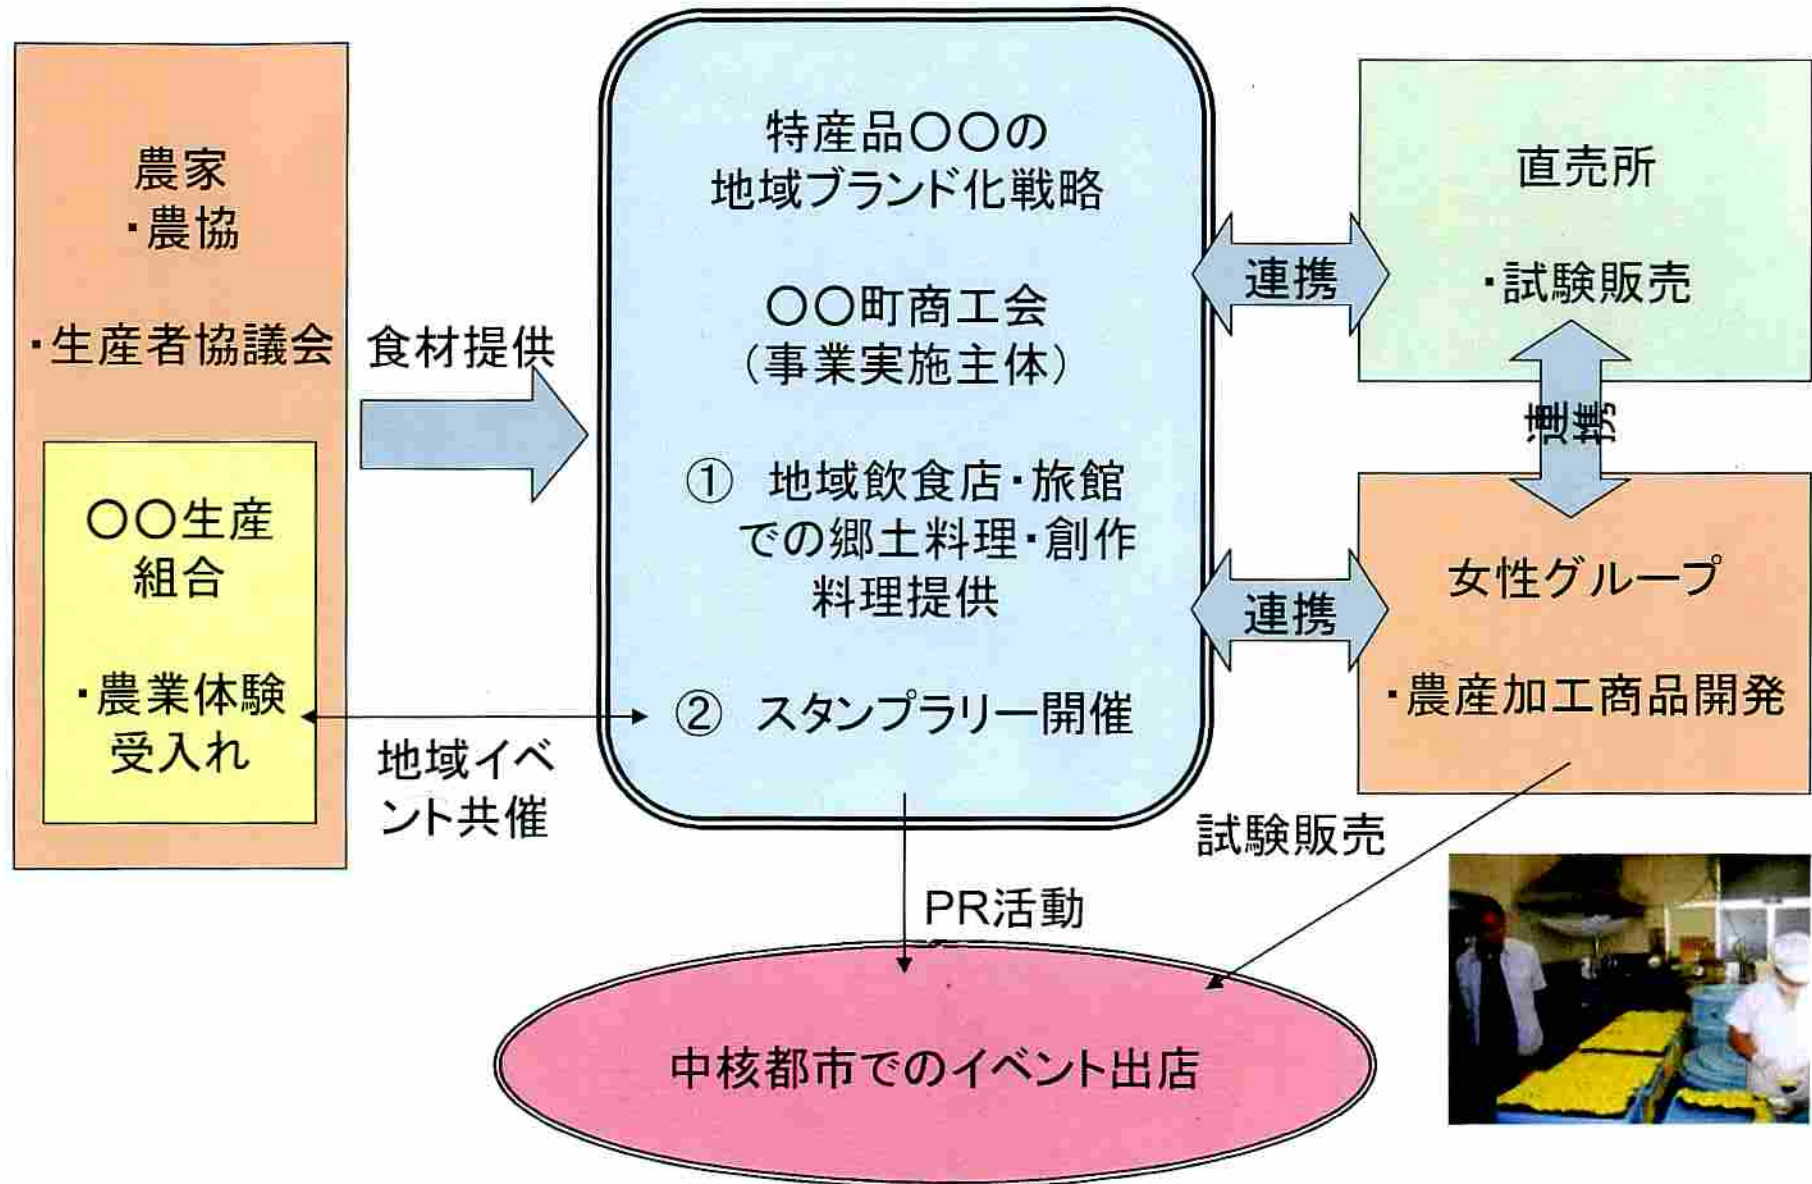 農家
・農協
・生産者協議会
〇〇生産
組合
・農業体験
受入れ
食材提供
地域イベ
ント共催
特産品〇〇の
地域ブランド化戦略
〇〇町商工会
（事業実施主体）
① 地域飲食店・旅館
での郷土料理・創作
料理提供
② スタンプラリー開催
連携
連携
直売所
・試験販売
連携
女性グループ
・農産加工商品開発
試験販売
PR活動
中核都市でのイベント出店